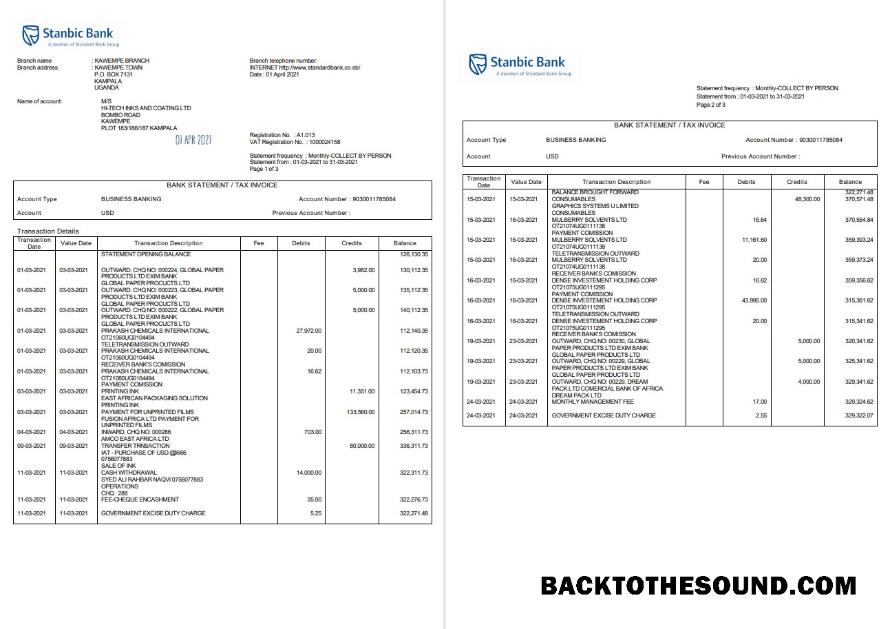 Stanbic Bank
A member of Standard Bank Group
Branch name : KAWEMPE BRANCH
Branch address : KAWEMPE TOWN
P.O. BOX 7131
KAMPALA
UGANDA
Branch telephone number:
INTERNET http://www.standardbank.co.sb/
Date : 01 April 2021
Name of account: M/S
HI-TECH INKS AND COATING LTD
BOMBO ROAD
KAWEMPE
PLOT 183/186/187 KAMPALA
01 APR 2021
Registration No. : A1.013
VAT Registration No. : 1000024158
Statement frequency : Monthly-COLLECT BY PERSON
Statement from : 01-03-2021 to 31-03-2021
Page 1 of 3
BANK STATEMENT / TAX INVOICE
Account Type BUSINESS BANKING Account Number : 9030011785084
Account USD Previous Account Number :
Transaction Details
Transaction Date Value Date Transaction Description Fee Debits Credits Balance
STATEMENT OPENING BALANCE 126,130.35
01-03-2021 03-03-2021 OUTWARD. CHQ NO: 000224, GLOBAL PAPER 3,982.00 130,112.35
PRODUCTS LTD EXIM BANK
GLOBAL PAPER PRODUCTS LTD
01-03-2021 03-03-2021 OUTWARD. CHQ NO: 000223, GLOBAL PAPER 5,000.00 135,112.35
PRODUCTS LTD EXIM BANK
GLOBAL PAPER PRODUCTS LTD
01-03-2021 03-03-2021 OUTWARD. CHQ NO: 000222, GLOBAL PAPER 5,000.00 140,112.35
PRODUCTS LTD EXIM BANK
GLOBAL PAPER PRODUCTS LTD
01-03-2021 03-03-2021 PRAKASH CHEMICALS INTERNATIONAL 27,972.00 112,140.35
OT21060UG0104494
TELETRANSMISSION OUTWARD
01-03-2021 03-03-2021 PRAKASH CHEMICALS INTERNATIONAL 20.00 112,120.35
OT21060UG0104494
RECEIVER BANK'S COMISSION
01-03-2021 03-03-2021 PRAKASH CHEMICALS INTERNATIONAL 16.62 112,103.73
OT21060UG0104494
PAYMENT COMISSION
03-03-2021 03-03-2021 PRINTING INK 11,351.00 123,454.73
EAST AFRICAN PACKAGING SOLUTION
PRINTING INK
03-03-2021 03-03-2021 PAYMENT FOR UNPRINTED FILMS 133,560.00 257,014.73
FUSION AFRICA LTD PAYMENT FOR
UNPRINTED FILMS
04-03-2021 04-03-2021 INWARD, CHQ NO: 000286 703.00 256,311.73
AMCO EAST AFRICA LTD
09-03-2021 09-03-2021 TRANSFER TRNSACTION 80,000.00 336,311.73
IAT - PURCHASE OF USD @3666
0756077883
SALE OF INK
11-03-2021 11-03-2021 CASH WITHDRAWAL 14,000.00 322,311.73
SYED ALI RAHBAR NAQVI 0756077883
OPERATIONS
CHQ : 288
11-03-2021 11-03-2021 FEE-CHEQUE ENCASHMENT 35.00 322,276.73
11-03-2021 11-03-2021 GOVERNMENT EXCISE DUTY CHARGE 5.25 322,271.48
Stanbic Bank
A member of Standard Bank Group
Statement frequency : Monthly-COLLECT BY PERSON
Statement from : 01-03-2021 to 31-03-2021
Page 2 of 3
BANK STATEMENT / TAX INVOICE
Account Type BUSINESS BANKING Account Number : 9030011785084
Account USD Previous Account Number :
Transaction Date Value Date Transaction Description Fee Debits Credits Balance
BALANCE BROUGHT FORWARD 322,271.48
15-03-2021 15-03-2021 CONSUMABLES 48,300.00 370,571.48
GRAPHICS SYSTEMS U LIMITED
CONSUMABLES
15-03-2021 16-03-2021 MULBERRY SOLVENTS LTD 16.64 370,554.84
OT21074UG0111138
PAYMENT COMISSION
15-03-2021 16-03-2021 MULBERRY SOLVENTS LTD 11,161.60 359,393.24
OT21074UG0111138
TELETRANSMISSION OUTWARD
15-03-2021 16-03-2021 MULBERRY SOLVENTS LTD 20.00 359,373.24
OT21074UG0111138
RECEIVER BANK'S COMISSION
16-03-2021 16-03-2021 DENSE INVESTEMENT HOLDING CORP 16.62 359,356.62
OT21075UG0111295
PAYMENT COMISSION
16-03-2021 16-03-2021 DENSE INVESTEMENT HOLDING CORP 43,995.00 315,361.62
OT21075UG0111295
TELETRANSMISSION OUTWARD
16-03-2021 16-03-2021 DENSE INVESTEMENT HOLDING CORP 20.00 315,341.62
OT21075UG0111295
RECEIVER BANK'S COMISSION
19-03-2021 23-03-2021 OUTWARD, CHQ NO: 00230, GLOBAL 5,000.00 320,341.62
PAPER PRODUCTS LTD EXIM BANK
GLOBAL PAPER PRODUCTS LTD
19-03-2021 23-03-2021 OUTWARD, CHQ NO: 00229, GLOBAL 5,000.00 325,341.62
PAPER PRODUCTS LTD EXIM BANK
GLOBAL PAPER PRODUCTS LTD
19-03-2021 23-03-2021 OUTWARD, CHQ NO: 00229, DREAM 4,000.00 329,341.62
PACK LTD COMERCIAL BANK OF AFRICA
DREAM PACK LTD
24-03-2021 24-03-2021 MONTHLY MANAGEMENT FEE 17.00 329,324.62
24-03-2021 24-03-2021 GOVERNMENT EXCISE DUTY CHARGE 2.55 329,322.07
BACKTOTHESOUND.COM